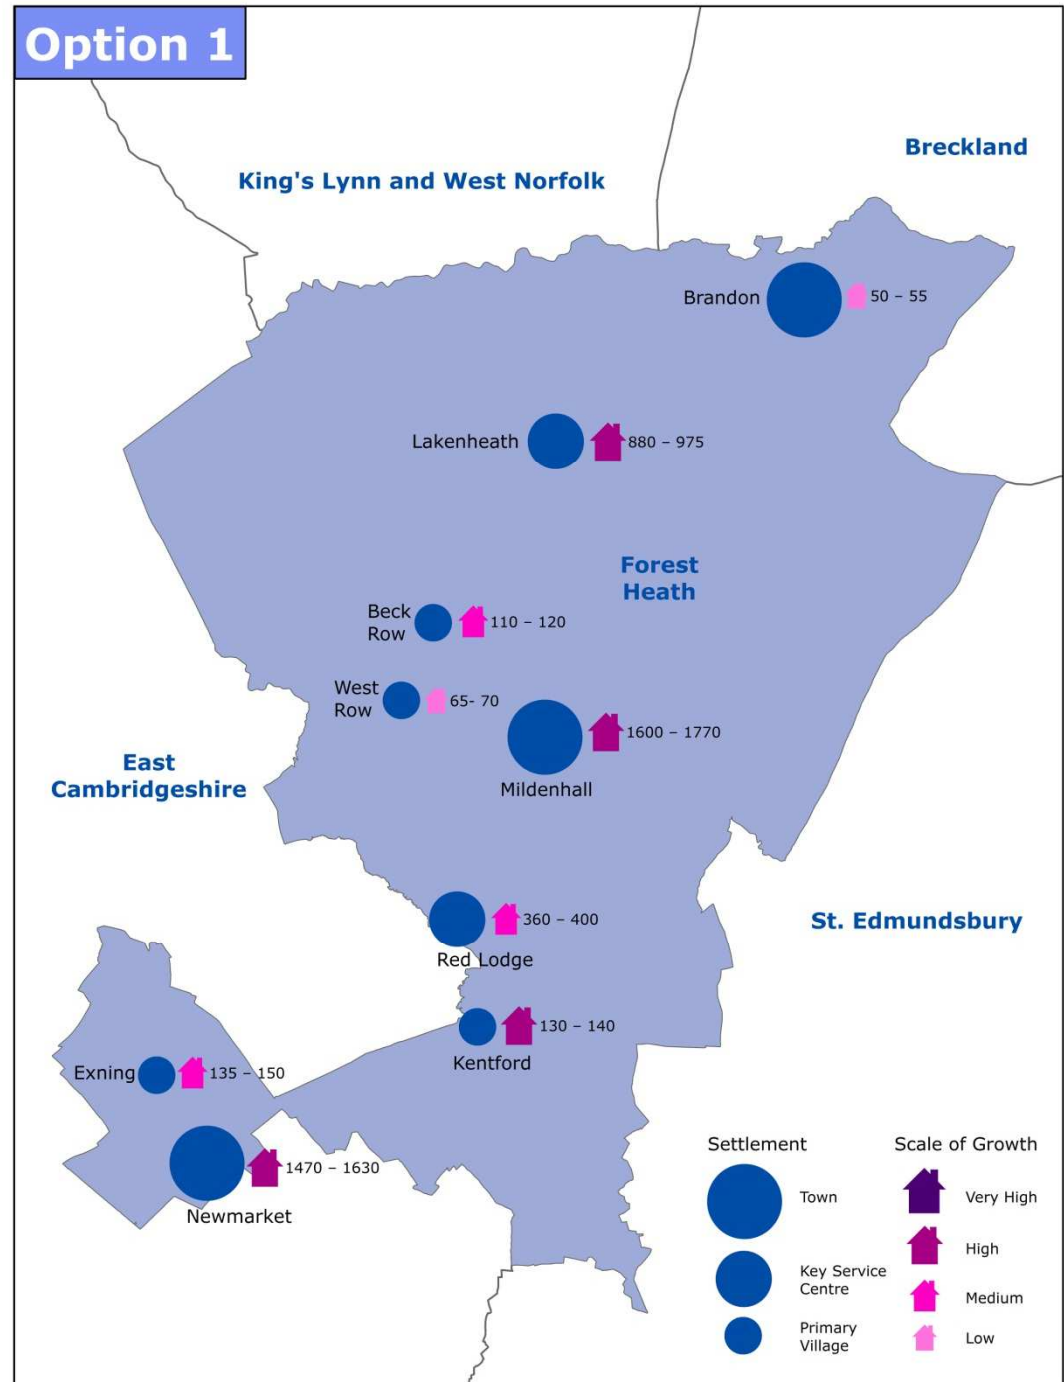 Option 1
Breckland
King's Lynn and West Norfolk
Brandon
50 – 55
Lakenheath
880 – 975
Forest
Heath
Beck
Row
110 – 120
West
Row
65- 70
1600 – 1770
Mildenhall
East
Cambridgeshire
360 – 400
Red Lodge
St. Edmundsbury
130 – 140
Kentford
Exning
135 – 150
1470 – 1630
Newmarket
Settlement
Town
Key Service
Centre
Primary
Village
Scale of Growth
Very High
High
Medium
Low